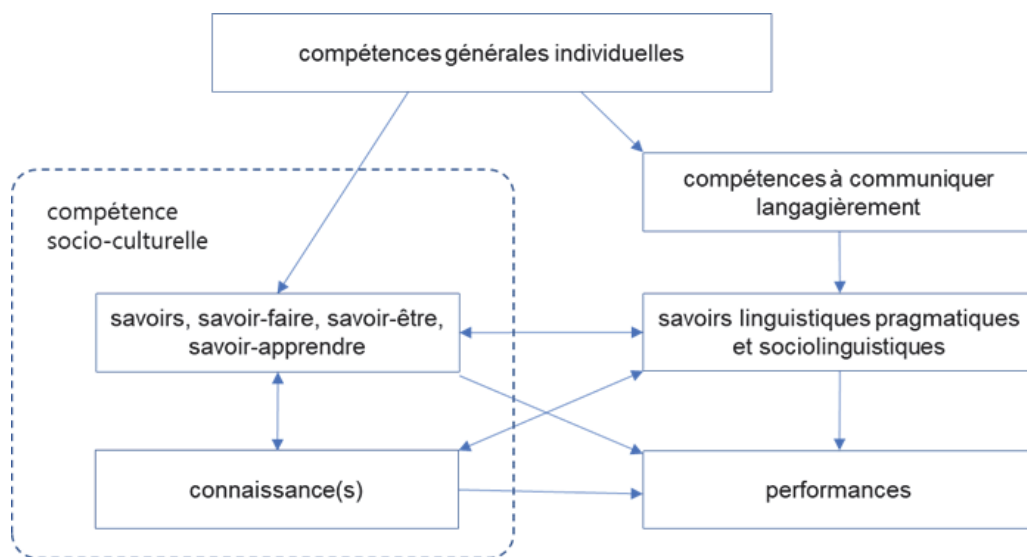 compétences générales individuelles
compétences à communiquer
langagièrement
compétence
socio-culturelle
savoirs, savoir-faire, savoir-être,
savoir-apprendre
savoirs linguistiques pragmatiques
et sociolinguistiques
connaissance(s)
performances